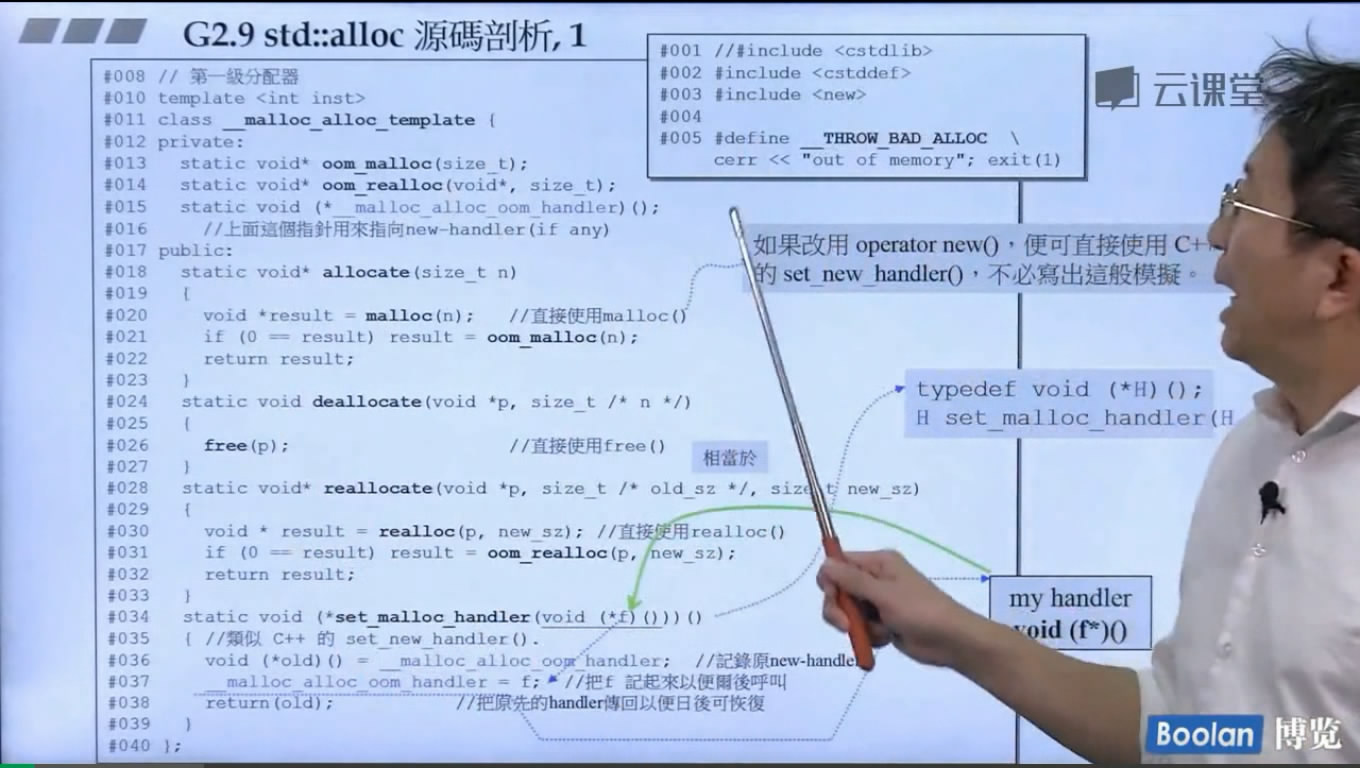 G2.9 std::alloc 源碼剖析, 1
#001 //#include <cstdlib>
#002 #include <cstddef>
#003 #include <new>
#004
#005 #define __THROW_BAD_ALLOC \
cerr << "out of memory"; exit(1)
云课堂
#008 // 第一級分配器
#010 template <int inst>
#011 class __malloc_alloc_template {
#012 private:
#013 static void* oom_malloc(size_t);
#014 static void* oom_realloc(void*, size_t);
#015 static void (*__malloc_alloc_oom_handler)();
#016 //上面這個指針用來指向new-handler(if any)
#017 public:
#018 static void* allocate(size_t n)
#019 {
#020 void *result = malloc(n); //直接使用malloc()
#021 if (0 == result) result = oom_malloc(n);
#022 return result;
#023 }
#024 static void deallocate(void *p, size_t /* n */)
#025 {
#026 free(p); //直接使用free()
#027 }
#028 static void* reallocate(void *p, size_t /* old_sz */, size_t new_sz)
#029 {
#030 void * result = realloc(p, new_sz); //直接使用realloc()
#031 if (0 == result) result = oom_realloc(p, new_sz);
#032 return result;
#033 }
#034 static void (*set_malloc_handler(void (*f)()))()
#035 { //類似 C++ 的 set_new_handler().
#036 void (*old)() = __malloc_alloc_oom_handler; //記錄原new-handler
#037 __malloc_alloc_oom_handler = f; //把f 記起來以便爾後呼叫
#038 return(old); //把原先的handler傳回以便日後可恢復
#039 }
#040 };
如果改用 operator new()，便可直接使用 C++
的 set_new_handler()，不必寫出這般模擬。
typedef void (*H)();
H set_malloc_handler(H
相當於
my handler
void (f*)()
Boolan 博览